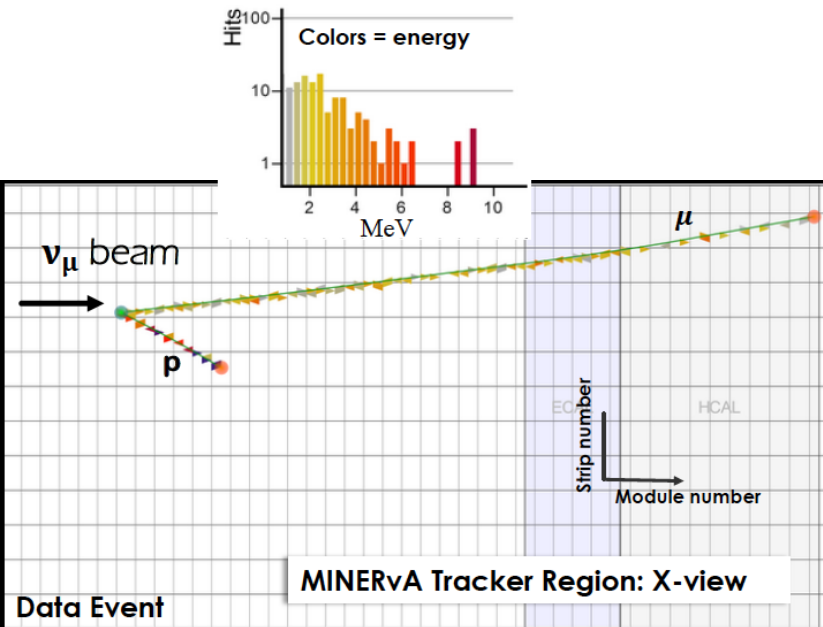 Hits
100
10
1
Colors = energy
2 4 6 8 10
MeV
νμ beam
μ
p
ECAL
HCAL
Strip number
Module number
MINERvA Tracker Region: X-view
Data Event